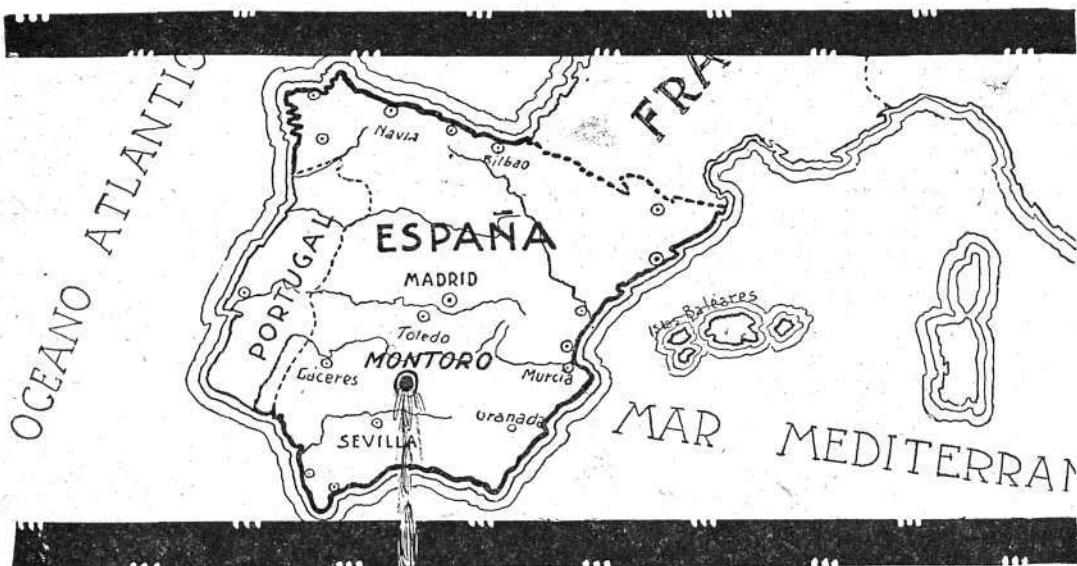 OCEANO ATLANTIC
FRA
Navia
Bilbao
ESPAÑA
PORTUGAL
MADRID
Toledo
Islas Baleares
MONTORO
Caceres
Murcia
Granada
SEVILLA
MAR MEDITERRAN